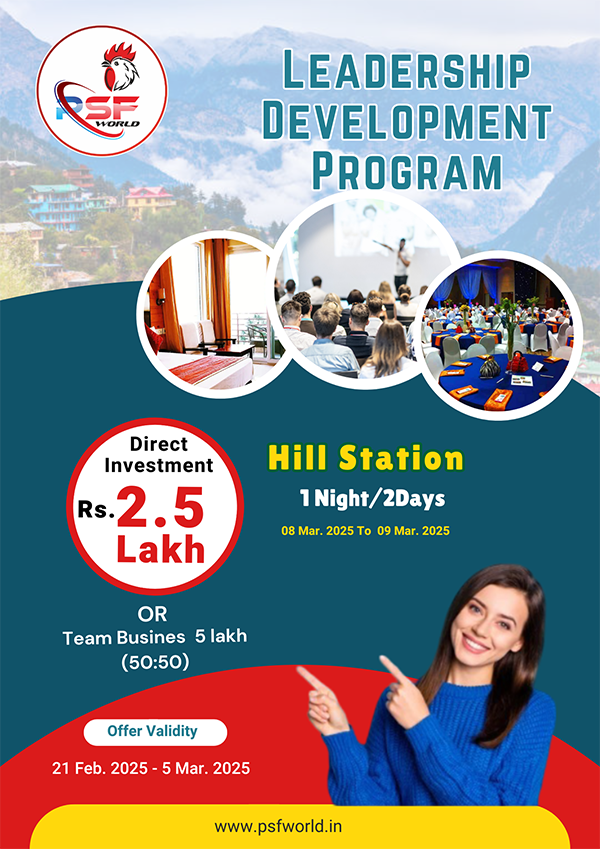 PSF
WORLD
LEADERSHIP
DEVELOPMENT
PROGRAM
Direct
Investment
Rs. 2.5
Lakh
Hill Station
1 Night/2Days
08 Mar. 2025 To 09 Mar. 2025
OR
Team Busines 5 lakh
(50:50)
Offer Validity
21 Feb. 2025 - 5 Mar. 2025
www.psfworld.in